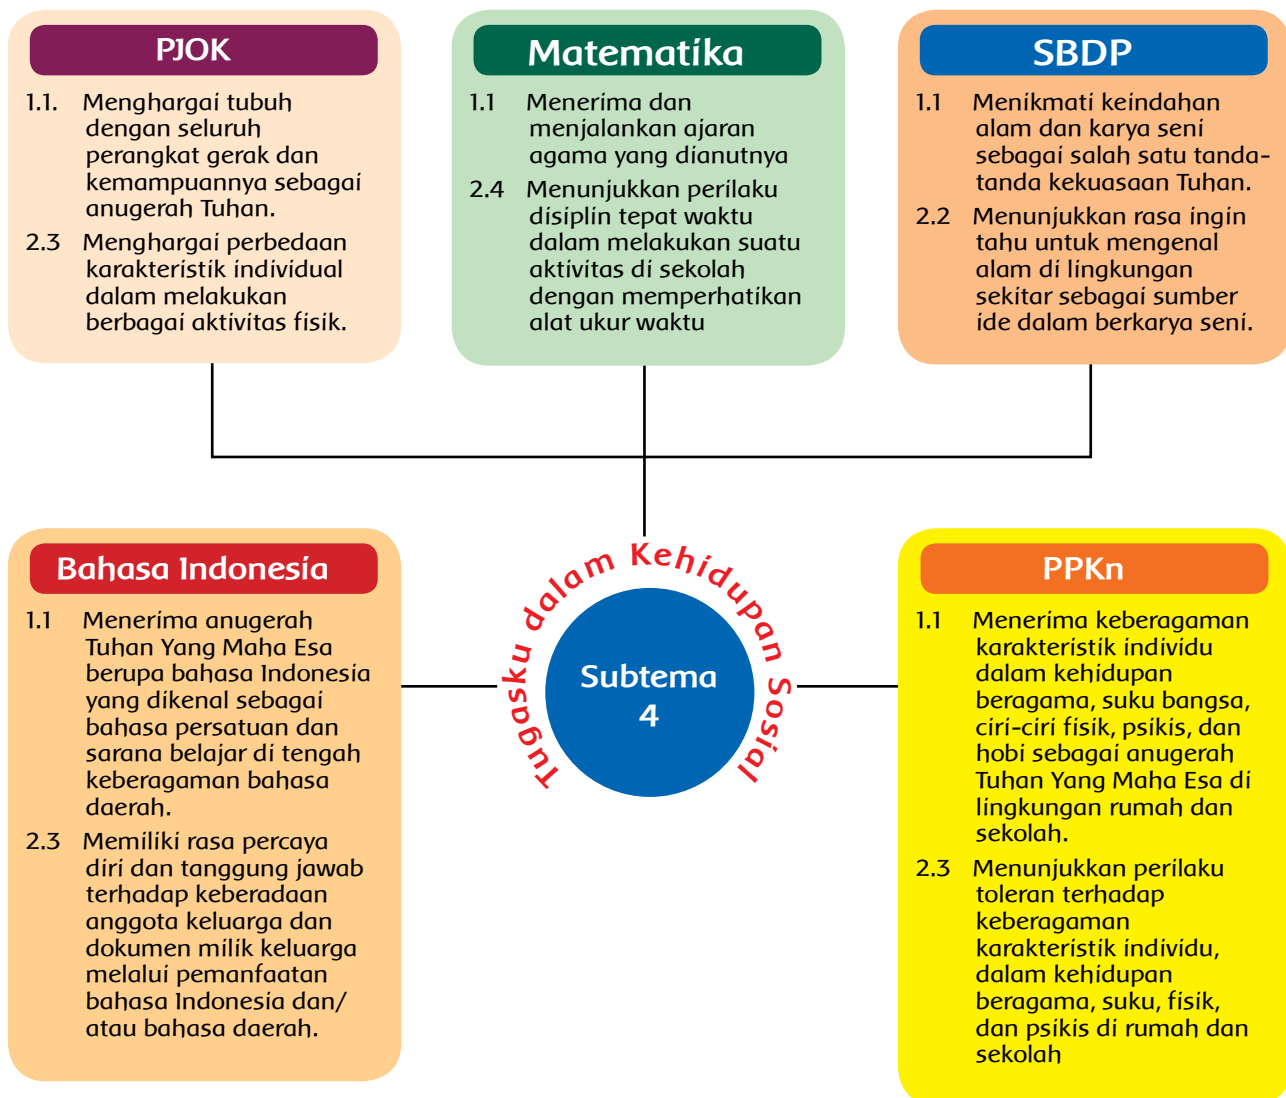 PJOK
1.1. Menghargai tubuh
dengan seluruh
perangkat gerak dan
kemampuannya sebagai
anugerah Tuhan.
2.3 Menghargai perbedaan
karakteristik individual
dalam melakukan
berbagai aktivitas fisik.
Matematika
1.1 Menerima dan
menjalankan ajaran
agama yang dianutnya
2.4 Menunjukkan perilaku
disiplin tepat waktu
dalam melakukan suatu
aktivitas di sekolah
dengan memperhatikan
alat ukur waktu
SBDP
1.1 Menikmati keindahan
alam dan karya seni
sebagai salah satu tanda-
tanda kekuasaan Tuhan.
2.2 Menunjukkan rasa ingin
tahu untuk mengenal
alam di lingkungan
sekitar sebagai sumber
ide dalam berkarya seni.
Bahasa Indonesia
1.1 Menerima anugerah
Tuhan Yang Maha Esa
berupa bahasa Indonesia
yang dikenal sebagai
bahasa persatuan dan
sarana belajar di tengah
keberagaman bahasa
daerah.
2.3 Memiliki rasa percaya
diri dan tanggung jawab
terhadap keberadaan
anggota keluarga dan
dokumen milik keluarga
melalui pemanfaatan
bahasa Indonesia dan/
atau bahasa daerah.
Tugasku dalam Kehidupan Sosial
Subtema
4
PPKn
1.1 Menerima keberagaman
karakteristik individu
dalam kehidupan
beragama, suku bangsa,
ciri-ciri fisik, psikis, dan
hobi sebagai anugerah
Tuhan Yang Maha Esa di
lingkungan rumah dan
sekolah.
2.3 Menunjukkan perilaku
toleran terhadap
keberagaman
karakteristik individu,
dalam kehidupan
beragama, suku, fisik,
dan psikis di rumah dan
sekolah